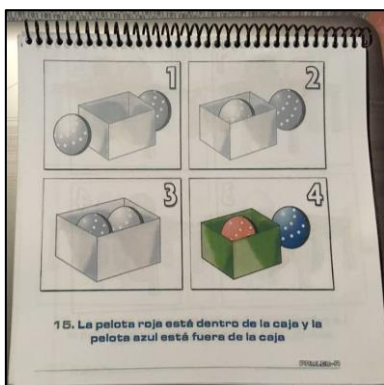 1
2
3
4
15. La pelota roja está dentro de la caja y la
pelota azul está fuera de la caja
PROLEC-R